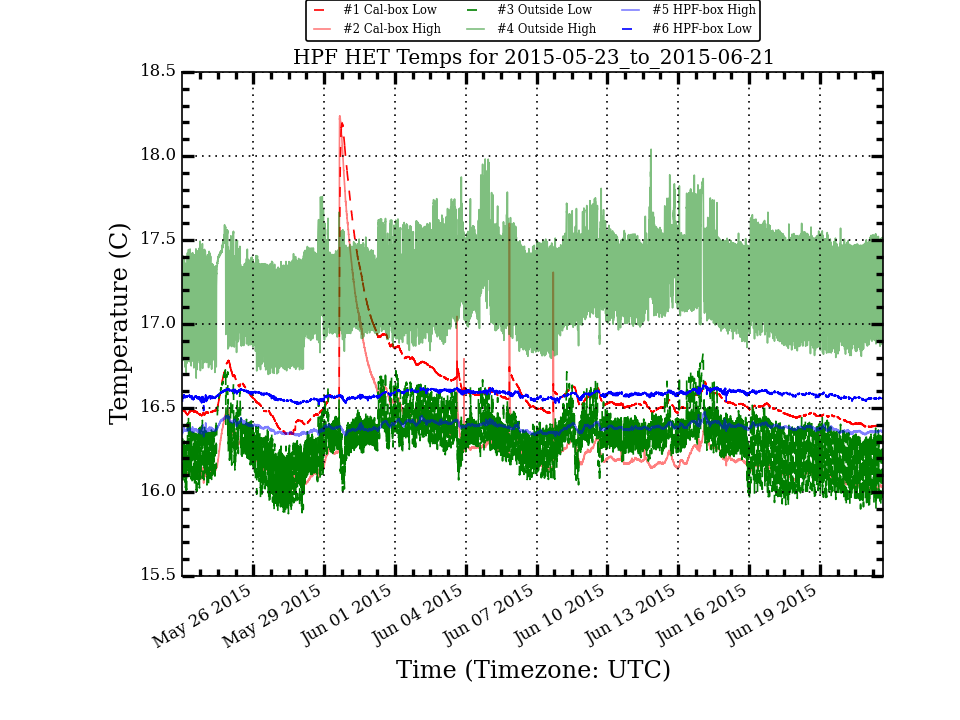 #1 Cal-box Low #3 Outside Low #5 HPF-box High
#2 Cal-box High #4 Outside High #6 HPF-box Low
HPF HET Temps for 2015-05-23_to_2015-06-21
18.5
18.0
17.5
17.0
16.5
16.0
15.5
Temperature (C)
May 26 2015 May 29 2015 Jun 01 2015 Jun 04 2015 Jun 07 2015 Jun 10 2015 Jun 13 2015 Jun 16 2015 Jun 19 2015
Time (Timezone: UTC)